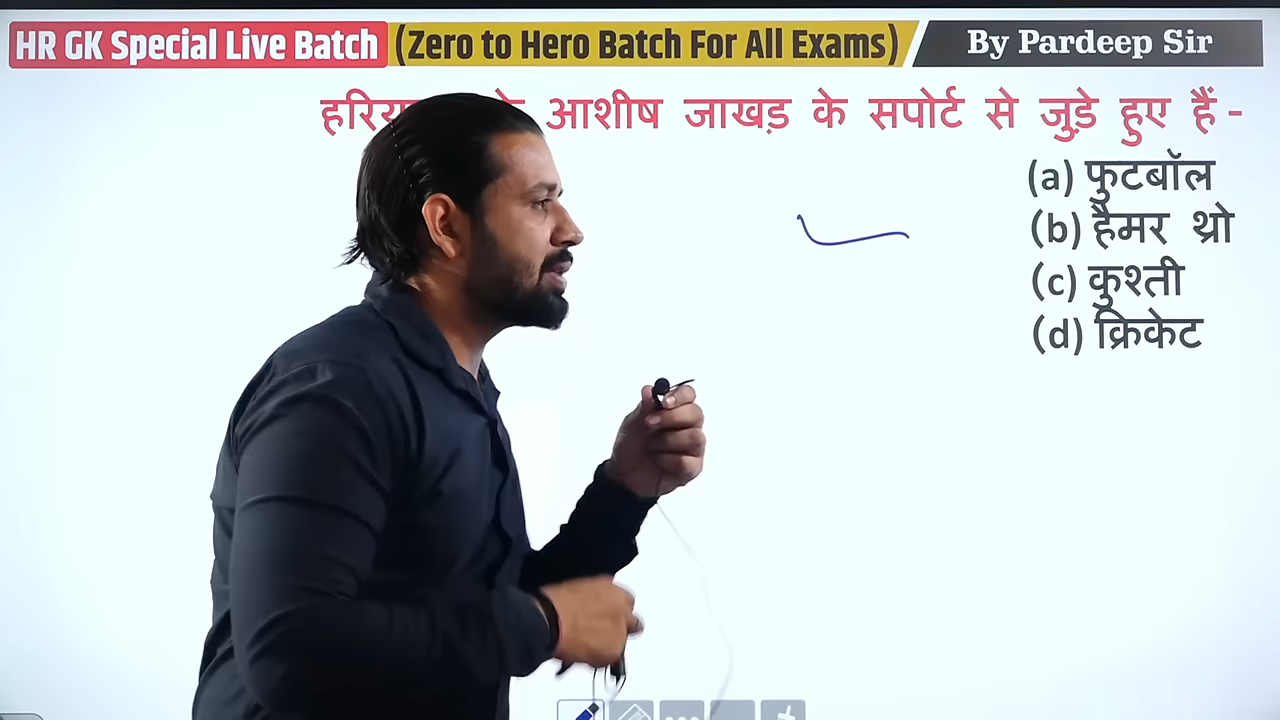 HR GK Special Live Batch (Zero to Hero Batch For All Exams) By Pardeep Sir
आशीष जाखड़ के सपोर्ट से जुड़े हुए हैं -
(a) फुटबॉल
(b) हैमर थ्रो
(c) कुश्ती
(d) क्रिकेट